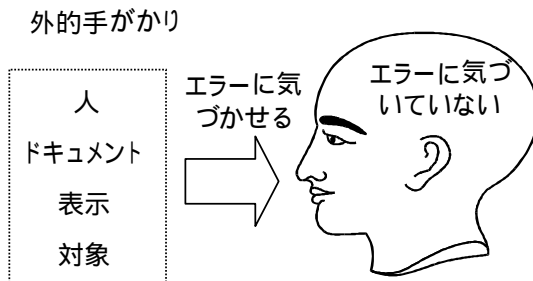 外的手がかり
人
ドキュメント
表示
対象
エラーに気
づかせる
エラーに気づ
いていない